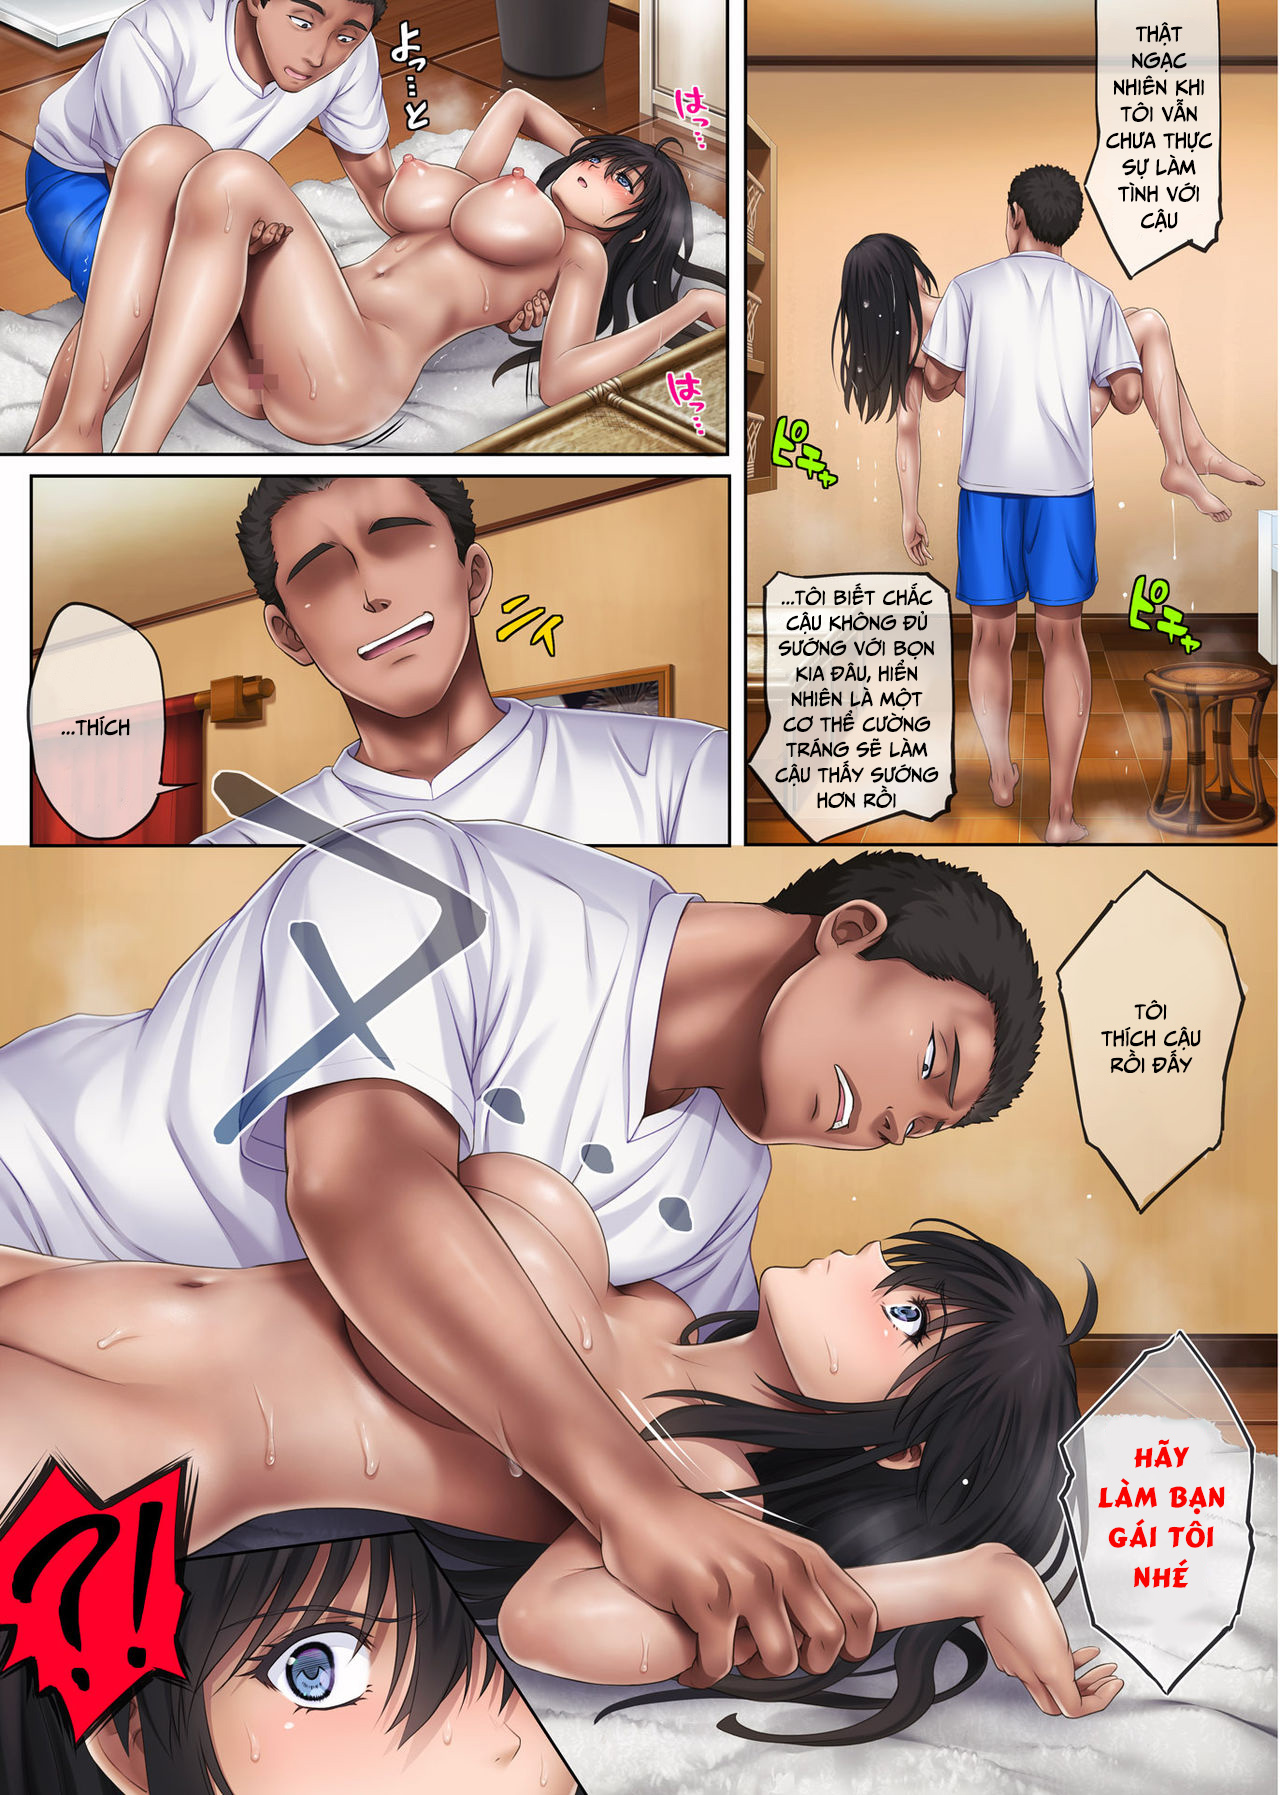 THẬT
NGẠC
NHIÊN KHI
TÔI VẪN
CHƯA THỰC
SỰ LÀM
TÌNH VỚI
CẬU
ピチャ
ピチャ
...TÔI BIẾT CHẮC
CẬU KHÔNG ĐỦ
SƯỚNG VỚI BỌN
KIA ĐÂU, HIỂN
NHIÊN LÀ MỘT
CƠ THỂ CƯỜNG
TRÁNG SẼ LÀM
CẬU THẤY SƯỚNG
HƠN RỒI
よっ…と
はっ…
はっ…
ニイ
...THÍCH
TÔI
THÍCH CẬU
RỒI ĐẤY
HÃY
LÀM BẠN
GÁI TÔI
NHÉ
?!